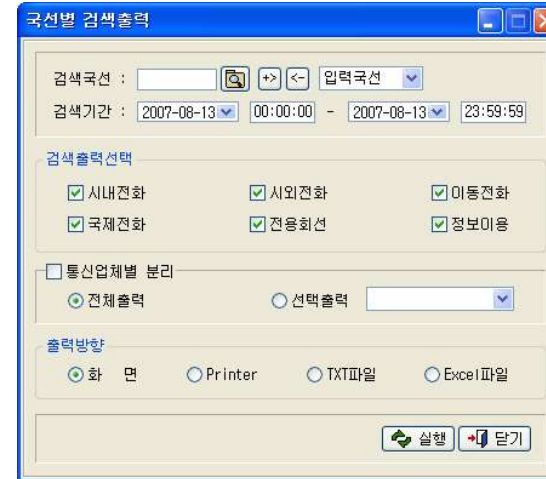 국선별 검색출력
검색국선 : +> <- 입력국선
검색기간 : 2007-08-13 00:00:00 - 2007-08-13 23:59:59
검색출력선택
시내전화 시외전화 이동전화
국제전화 전용회선 정보이용
통신업체별 분리
전체출력 선택출력
출력방향
화 면 Printer TXT파일 Excel파일
실행 닫기